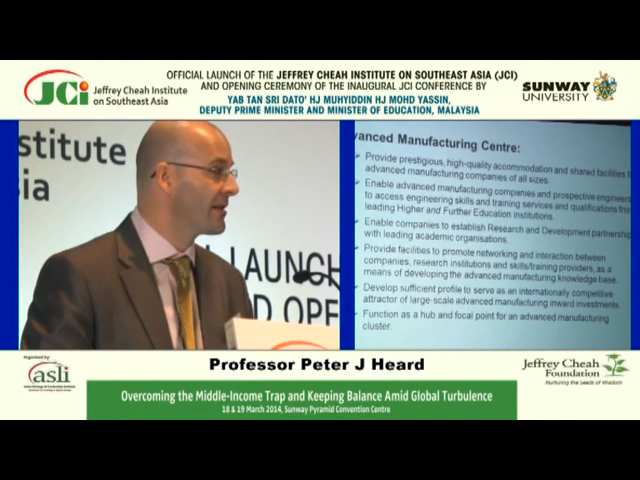 JCi
Jeffrey Cheah Institute
on Southeast Asia
OFFICIAL LAUNCH OF THE JEFFREY CHEAH INSTITUTE ON SOUTHEAST ASIA (JCI)
AND OPENING CEREMONY OF THE INAUGURAL JCI CONFERENCE BY
YAB TAN SRI DATO' HJ MUHYIDDIN HJ MOHD YASSIN,
DEPUTY PRIME MINISTER AND MINISTER OF EDUCATION, MALAYSIA
SUNWAY
UNIVERSITY
stitute
ia
L LAUNCH
D OPE
vanced Manufacturing Centre:
Provide prestigious, high-quality accommodation and shared facilities
advanced manufacturing companies of all sizes.
Enable advanced manufacturing companies and prospective engineers
to access engineering skills and training services and qualifications from
leading Higher and Further Education institutions.
Enable companies to establish Research and Development partnership
with leading academic organisations.
Provide facilities to promote networking and interaction between
companies, research institutions and skills/training providers, as a
means of developing the advanced manufacturing knowledge base.
Develop sufficient profile to serve as an internationally competitive
attractor of large-scale advanced manufacturing inward investments.
Function as a hub and focal point for an advanced manufacturing
cluster.
Professor Peter J Heard
Organised by:
asli
Jeffrey Cheah
Foundation
Nurturing the Seeds of Wisdom
Overcoming the Middle-Income Trap and Keeping Balance Amid Global Turbulence
18 & 19 March 2014, Sunway Pyramid Convention Centre